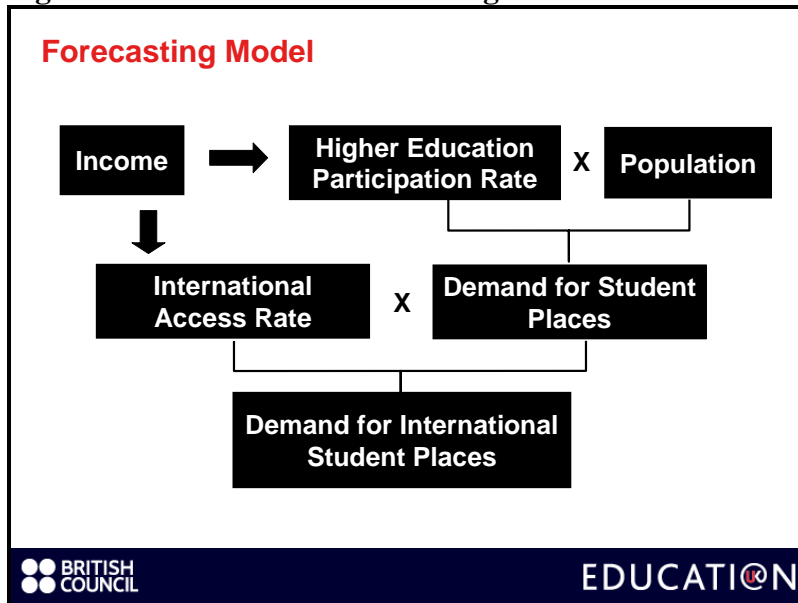 Forecasting Model
Income
Higher Education
Participation Rate
X
Population
International
Access Rate
X
Demand for Student
Places
Demand for International
Student Places
BRITISH
COUNCIL
EDUCATI@N